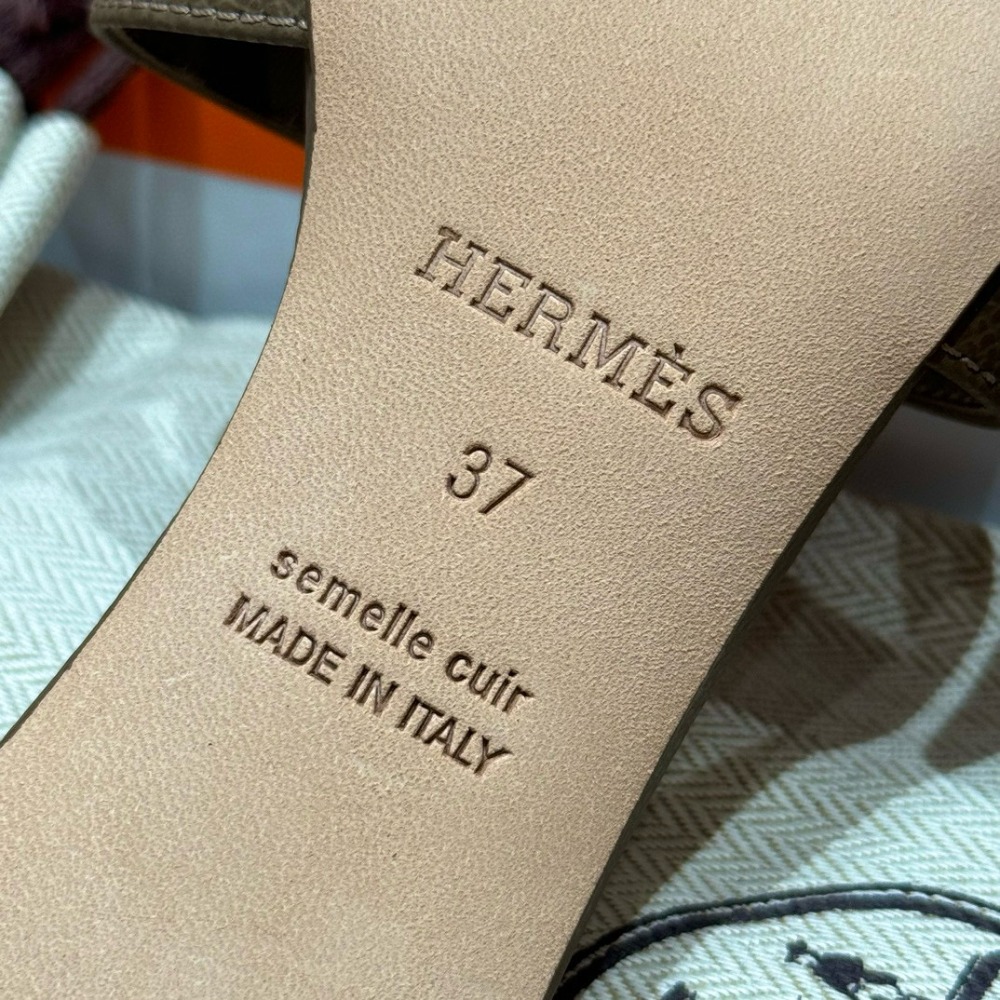 HERMÈS
37
semelle cuir
MADE IN ITALY